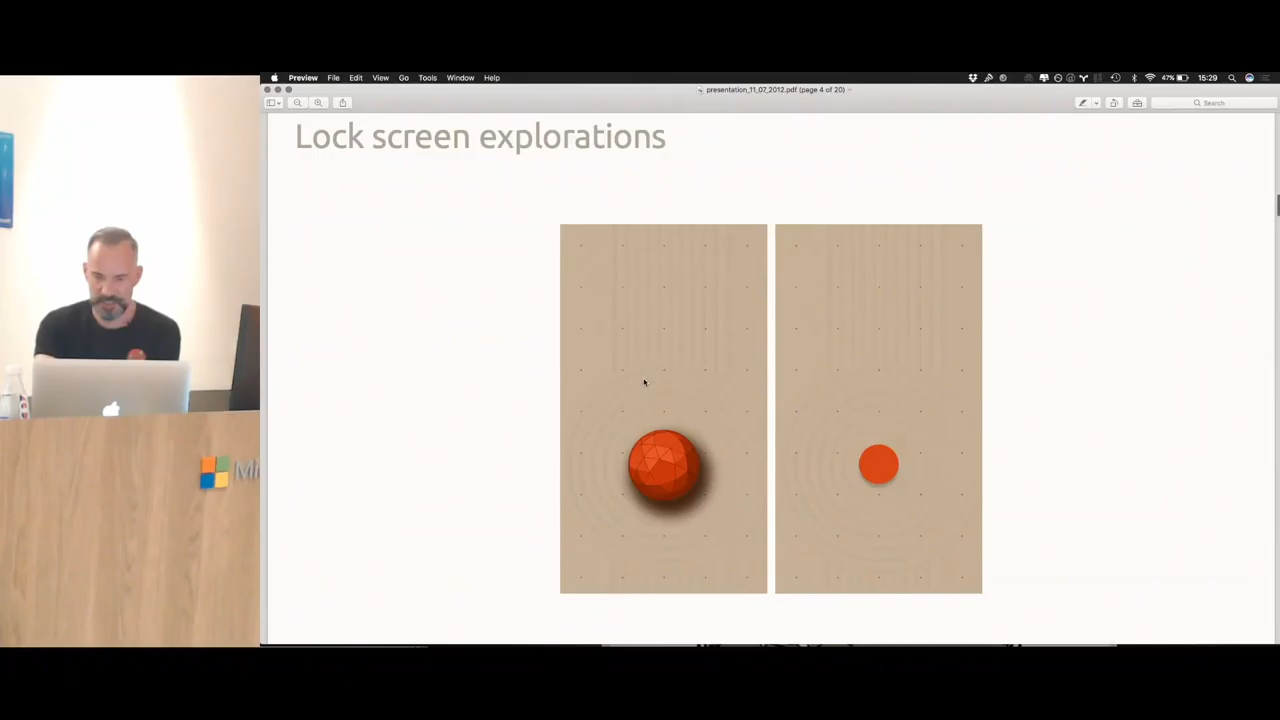 Preview File Edit View Go Tools Window Help 47% 15:29
presentation_11_07_2012.pdf (page 4 of 20)
Search
Lock screen explorations